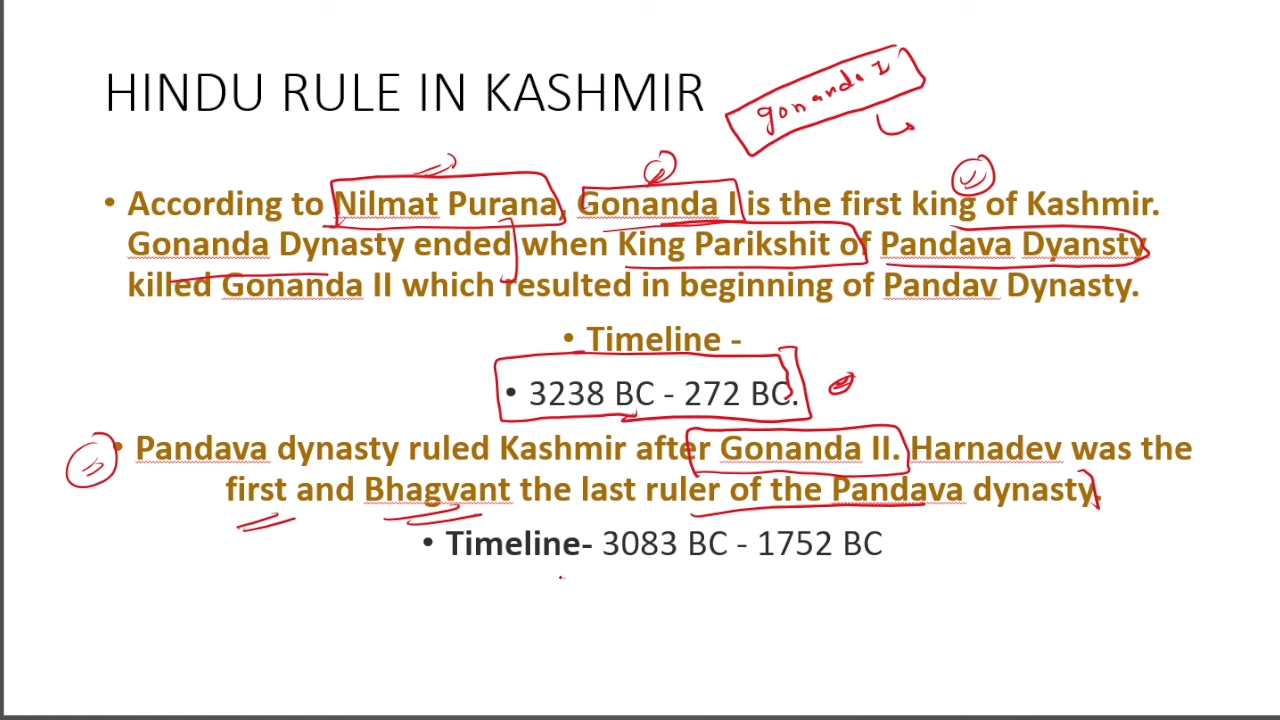 HINDU RULE IN KASHMIR
gonanda I
• According to Nilmat Purana, Gonanda I is the first king of Kashmir.
Gonanda Dynasty ended when King Parikshit of Pandava Dyansty
killed Gonanda II which resulted in beginning of Pandav Dynasty.
• Timeline -
• 3238 BC - 272 BC.
• Pandava dynasty ruled Kashmir after Gonanda II. Harnadev was the
first and Bhagvant the last ruler of the Pandava dynasty.
• Timeline- 3083 BC - 1752 BC